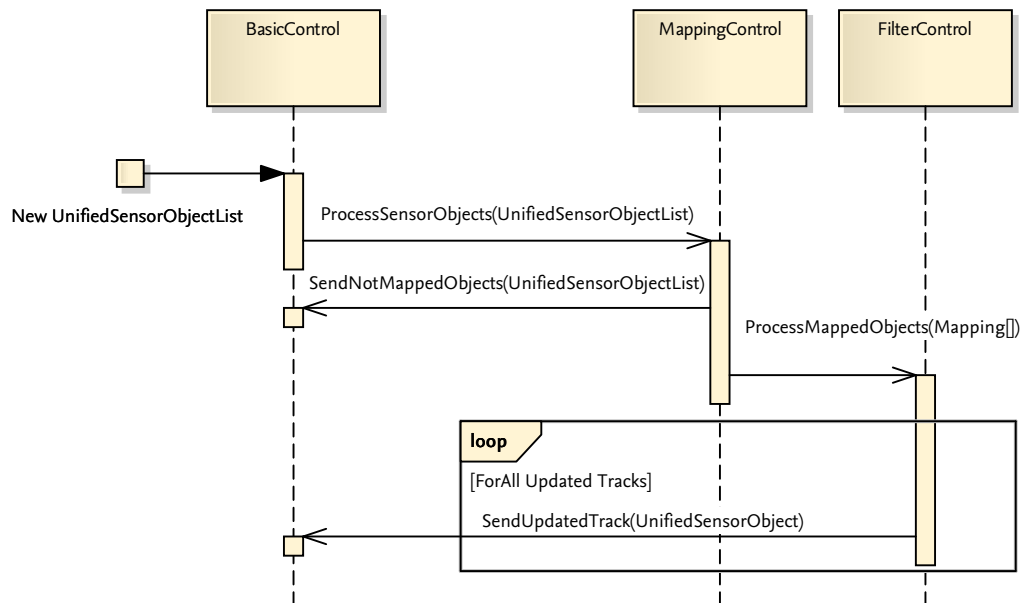 BasicControl
MappingControl
FilterControl
New UnifiedSensorObjectList
ProcessSensorObjects(UnifiedSensorObjectList)
SendNotMappedObjects(UnifiedSensorObjectList)
ProcessMappedObjects(Mapping[])
loop
[ForAll Updated Tracks]
SendUpdatedTrack(UnifiedSensorObject)